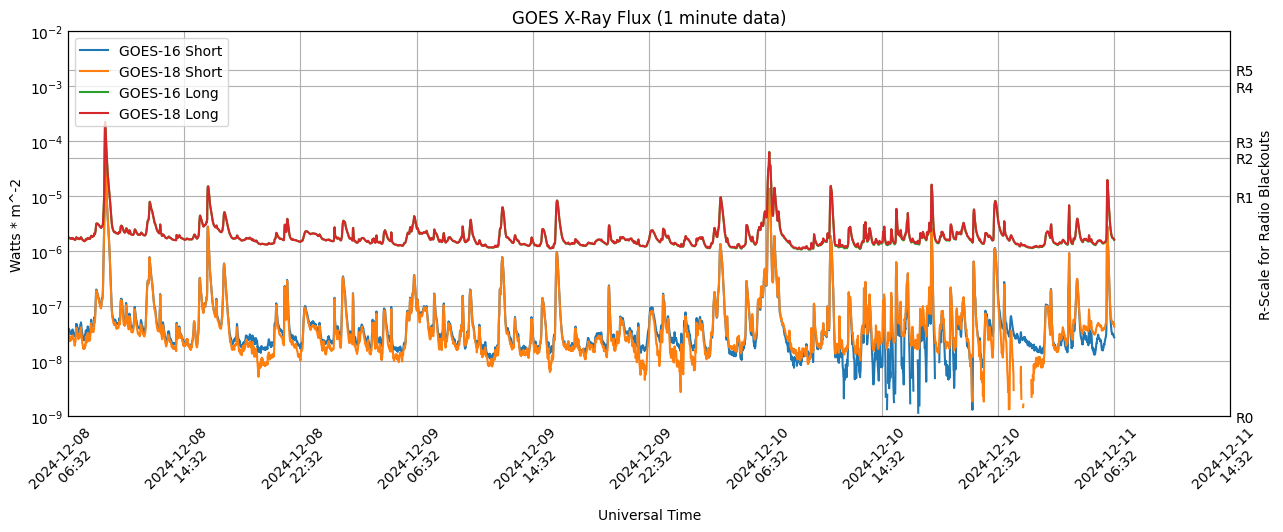 GOES X-Ray Flux (1 minute data)
GOES-16 Short
GOES-18 Short
GOES-16 Long
GOES-18 Long
Watts * m^-2
10⁻²
10⁻³
10⁻⁴
10⁻⁵
10⁻⁶
10⁻⁷
10⁻⁸
10⁻⁹
R5
R4
R3
R2
R1
R0
R-Scale for Radio Blackouts
2024-12-08
06:32
2024-12-08
14:32
2024-12-08
22:32
2024-12-09
06:32
2024-12-09
14:32
2024-12-09
22:32
2024-12-10
06:32
2024-12-10
14:32
2024-12-10
22:32
2024-12-11
06:32
2024-12-11
14:32
Universal Time